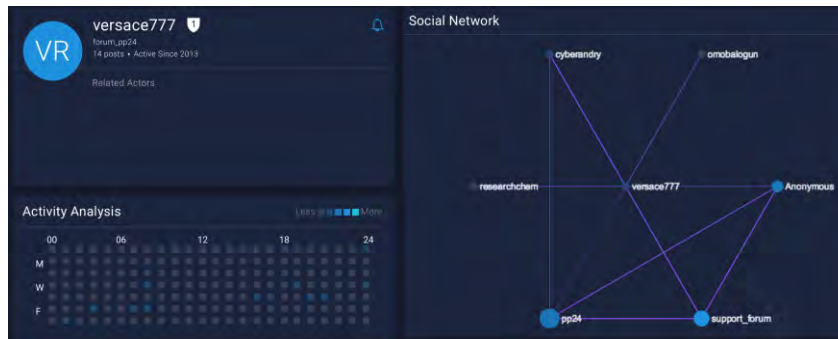 VR
versace777
1
forum_pp24
14 posts • Active Since 2013
Related Actors
Activity Analysis
Less
More
00 06 12 18 24
M
W
F
Social Network
cyberandry
omobalogun
researchchem
versace777
Anonymous
pp24
support_forum